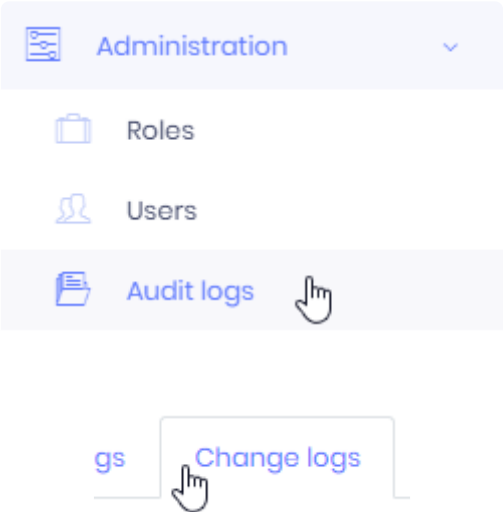 Administration
Roles
Users
Audit logs
gs Change logs